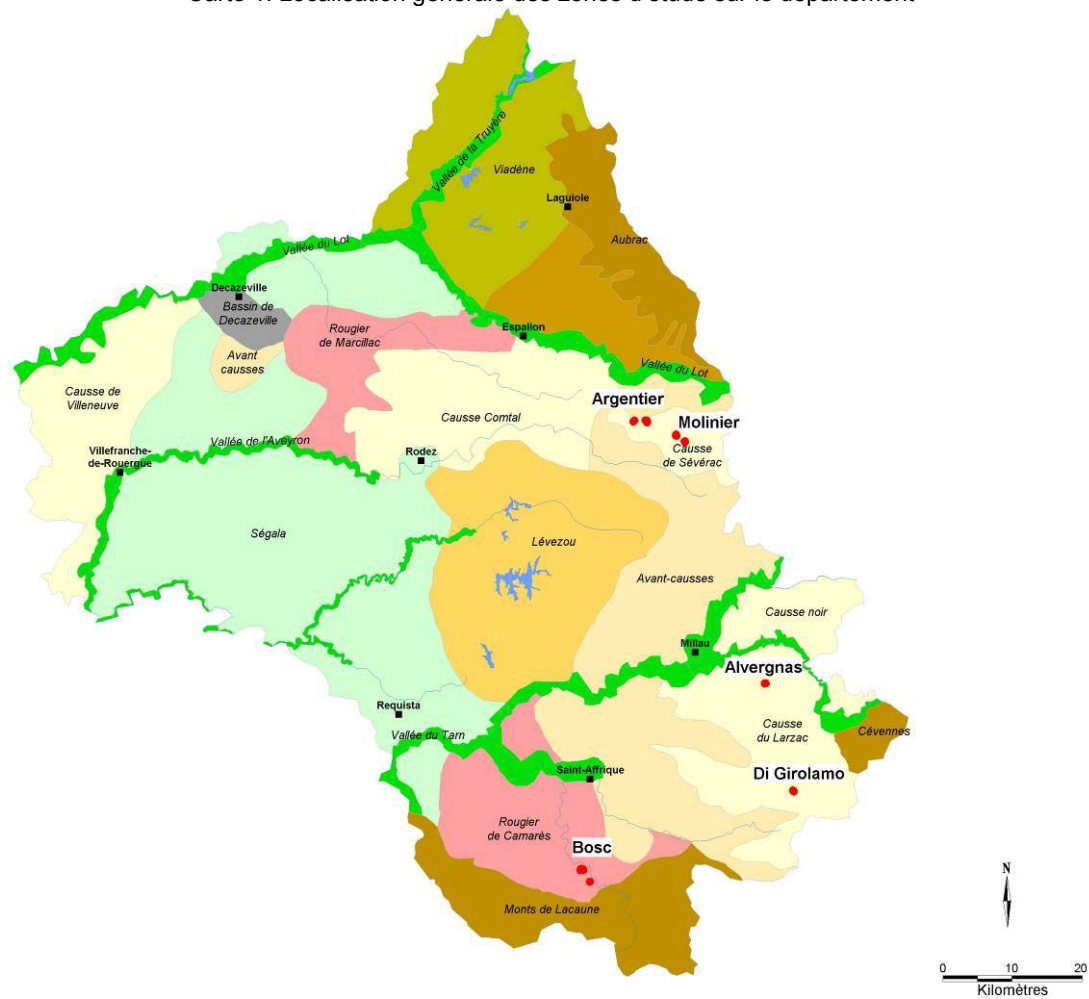 Carte 1: Localisation générale des zones d'étude sur le département
Vallée de la Truyère
Viadène
Laguiole
Aubrac
Vallée du Lot
Decazeville
Bassin de
Decazeville
Rougier
de Marcillac
Espalion
Avant
causses
Vallée du Lot
Causse de
Villeneuve
Argentier
Causse Comtal
Molinier
Vallée de l'Aveyron
Causse
de Sévérac
Villefranche-
de-Rouergue
Rodez
Ségala
Lévezou
Avant-causses
Causse noir
Millau
Alvergnas
Requista
Causse
du Larzac
Cévennes
Vallée du Tarn
Saint-Affrique
Di Girolamo
Rougier
de Camarès
Bosc
Monts de Lacaune
N
0 10 20
Kilomètres